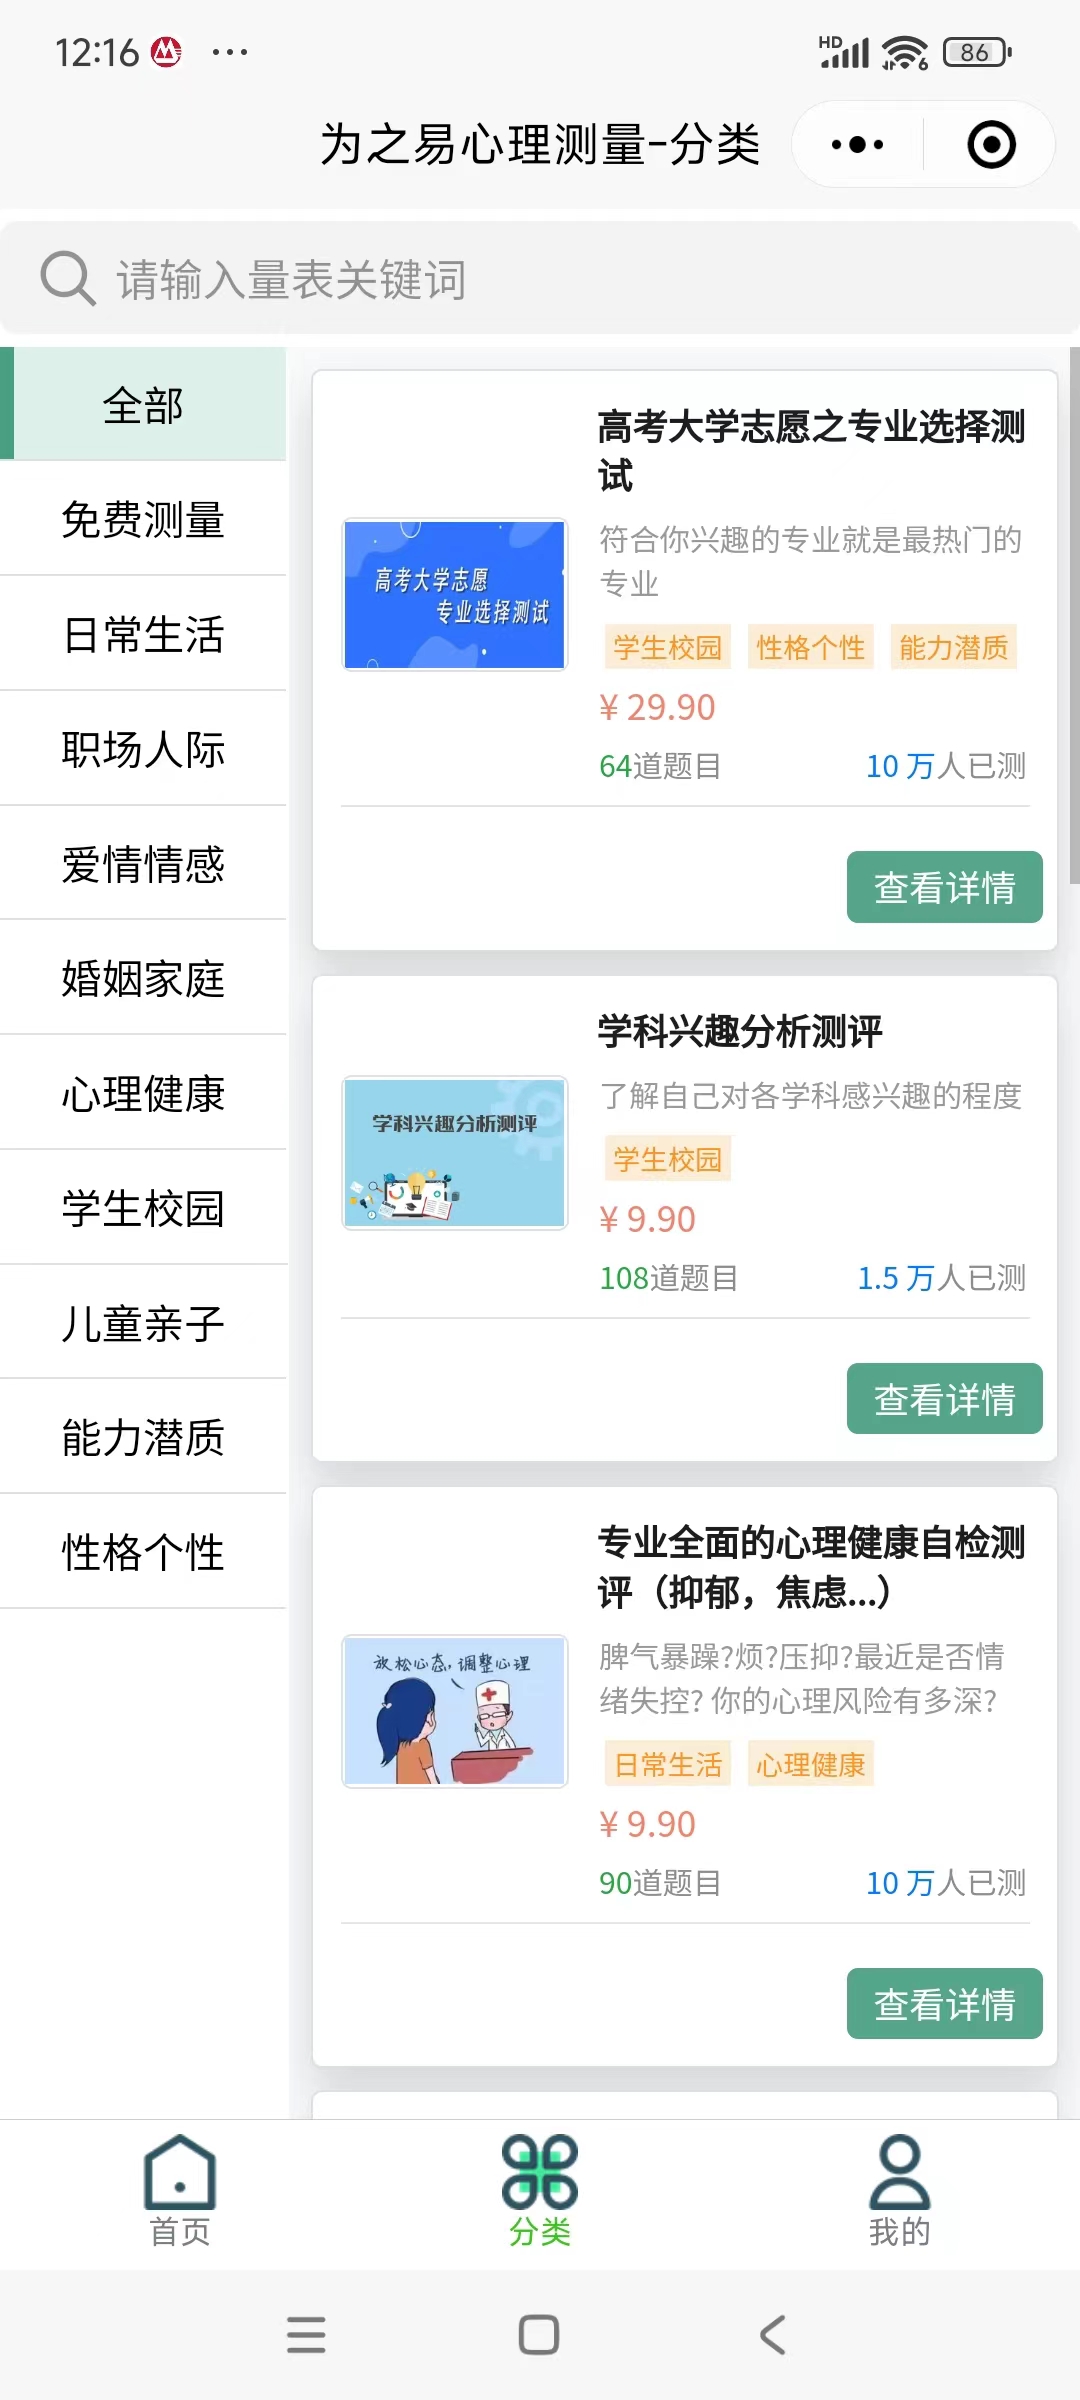 12:16
HD
6
86
为之易心理测量-分类
请输入量表关键词
全部
免费测量
日常生活
职场人际
爱情情感
婚姻家庭
心理健康
学生校园
儿童亲子
能力潜质
性格个性
高考大学志愿
专业选择测试
高考大学志愿之专业选择测
试
符合你兴趣的专业就是最热门的
专业
学生校园 性格个性 能力潜质
¥ 29.90
64道题目 10 万人已测
查看详情
学科兴趣分析测评
学科兴趣分析测评
了解自己对各学科感兴趣的程度
学生校园
¥ 9.90
108道题目 1.5 万人已测
查看详情
放松心态,调整心理
专业全面的心理健康自检测
评（抑郁，焦虑...）
脾气暴躁?烦?压抑?最近是否情
绪失控? 你的心理风险有多深?
日常生活 心理健康
¥ 9.90
90道题目 10 万人已测
查看详情
首页 分类 我的